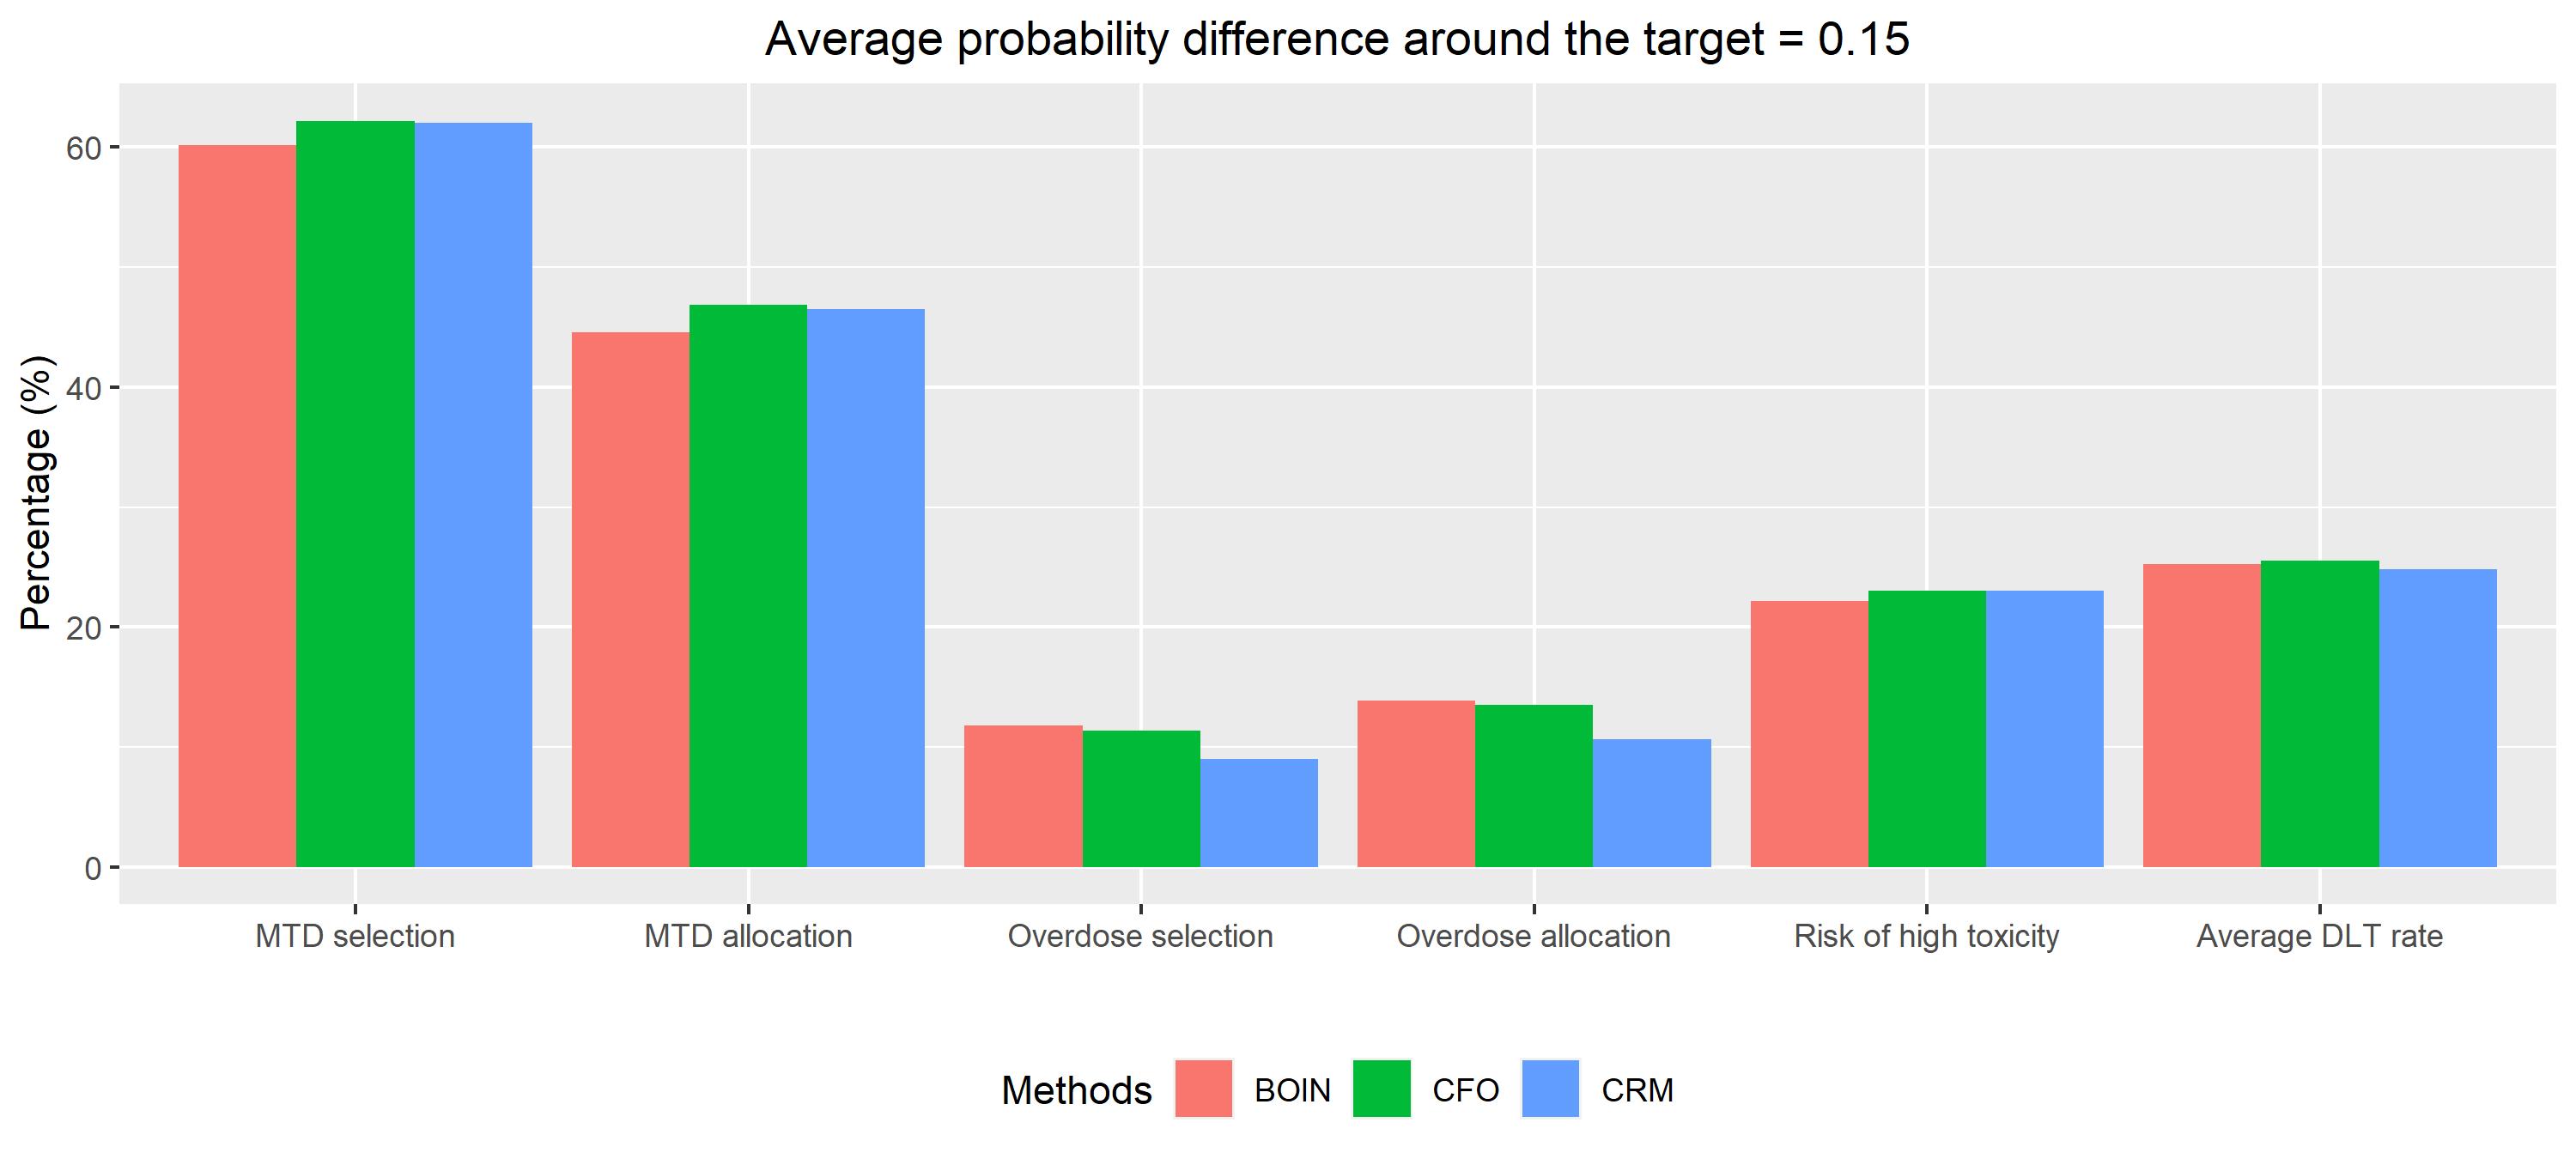 Average probability difference around the target = 0.15
Percentage (%)
60
40
20
0
MTD selection MTD allocation Overdose selection Overdose allocation Risk of high toxicity Average DLT rate
Methods BOIN CFO CRM